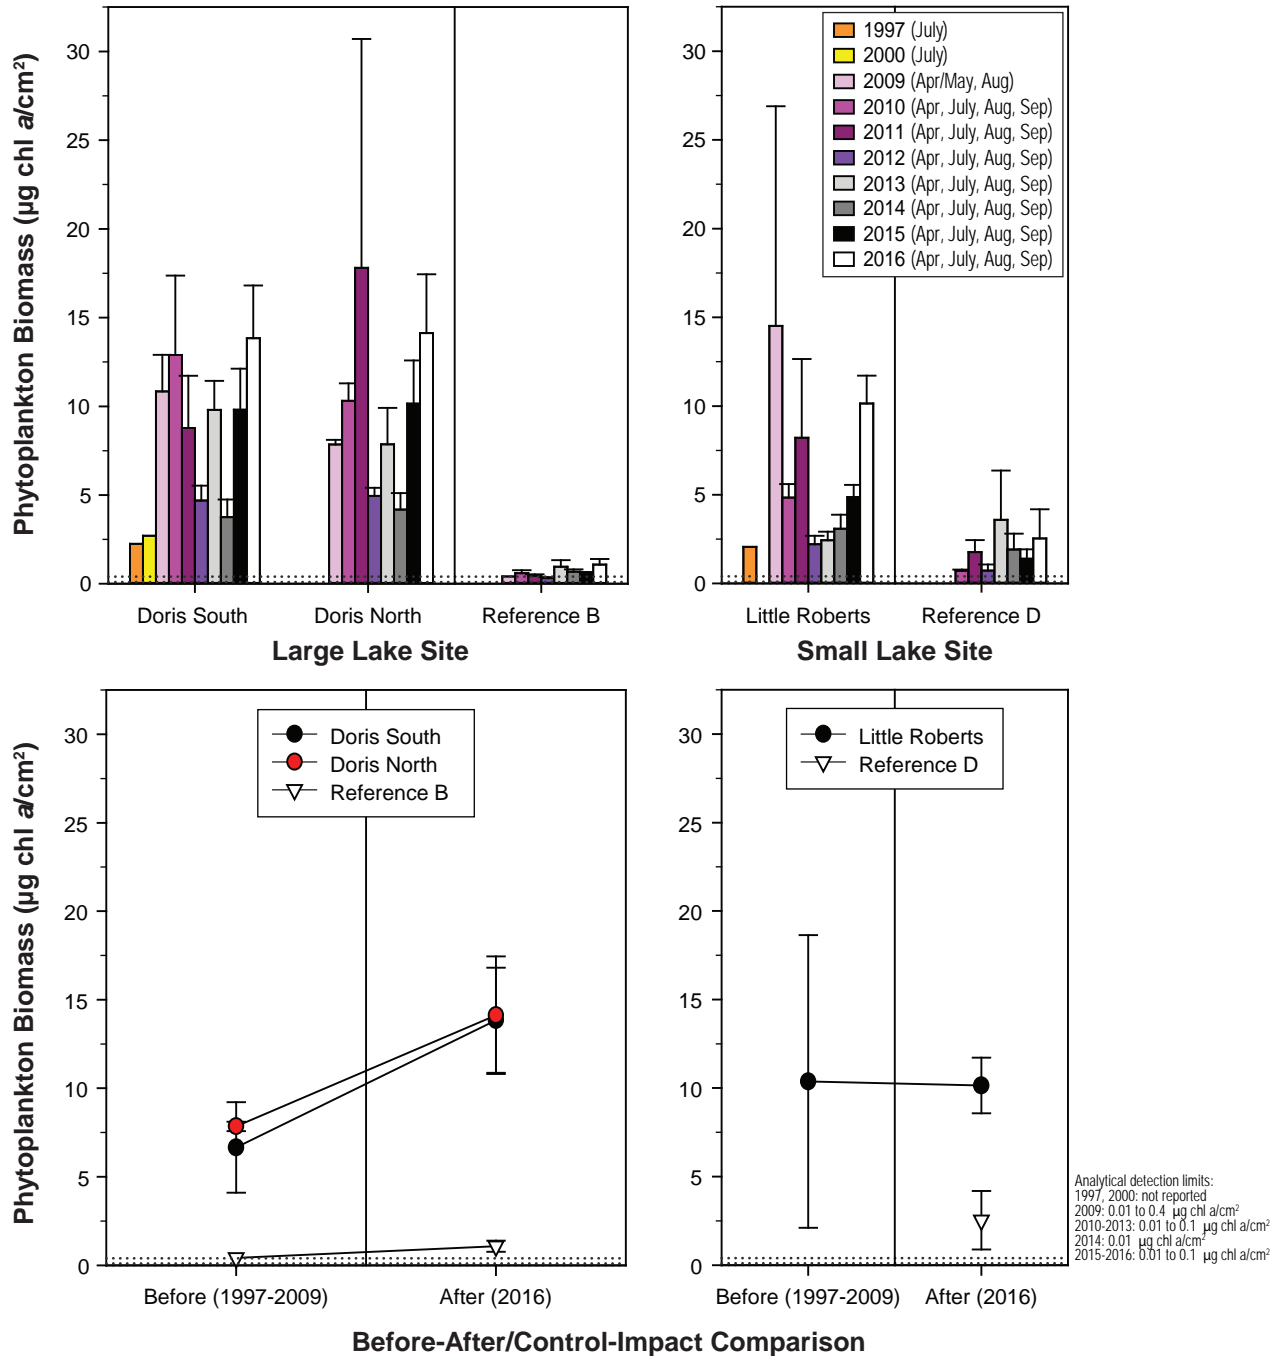 Phytoplankton Biomass (µg chl a/cm²)
30
25
20
15
10
5
0
Doris South
Doris North
Reference B
Large Lake Site
30
25
20
15
10
5
0
1997 (July)
2000 (July)
2009 (Apr/May, Aug)
2010 (Apr, July, Aug, Sep)
2011 (Apr, July, Aug, Sep)
2012 (Apr, July, Aug, Sep)
2013 (Apr, July, Aug, Sep)
2014 (Apr, July, Aug, Sep)
2015 (Apr, July, Aug, Sep)
2016 (Apr, July, Aug, Sep)
Little Roberts
Reference D
Small Lake Site
Phytoplankton Biomass (µg chl a/cm²)
30
25
20
15
10
5
0
Doris South
Doris North
Reference B
Before (1997-2009)
After (2016)
30
25
20
15
10
5
0
Little Roberts
Reference D
Before (1997-2009)
After (2016)
Analytical detection limits:
1997, 2000: not reported
2009: 0.01 to 0.4 µg chl a/cm²
2010-2013: 0.01 to 0.1 µg chl a/cm²
2014: 0.01 µg chl a/cm²
2015-2016: 0.01 to 0.1 µg chl a/cm²
Before-After/Control-Impact Comparison